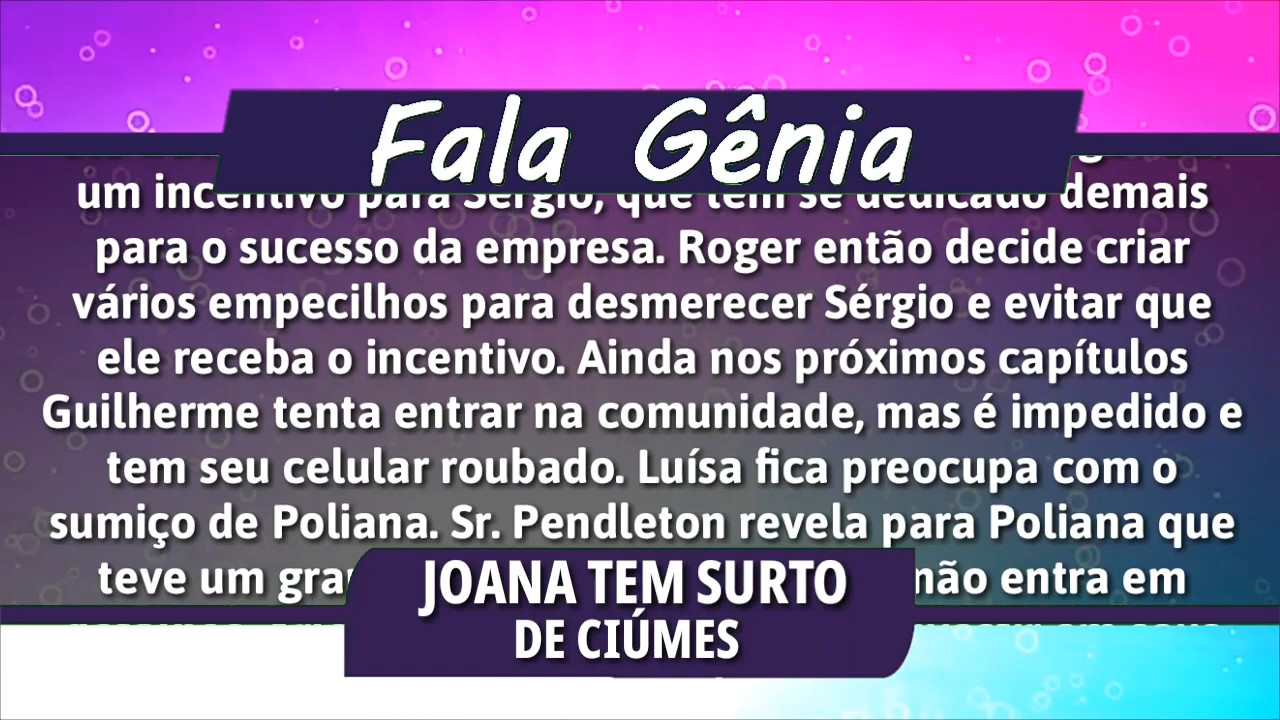 Fala Gênia
um incentivo para Sérgio, que tem se dedicado demais
para o sucesso da empresa. Roger então decide criar
vários empecilhos para desmerecer Sérgio e evitar que
ele receba o incentivo. Ainda nos próximos capítulos
Guilherme tenta entrar na comunidade, mas é impedido e
tem seu celular roubado. Luísa fica preocupa com o
sumiço de Poliana. Sr. Pendleton revela para Poliana que
teve um entra em
JOANA TEM SURTO
DE CIÚMES